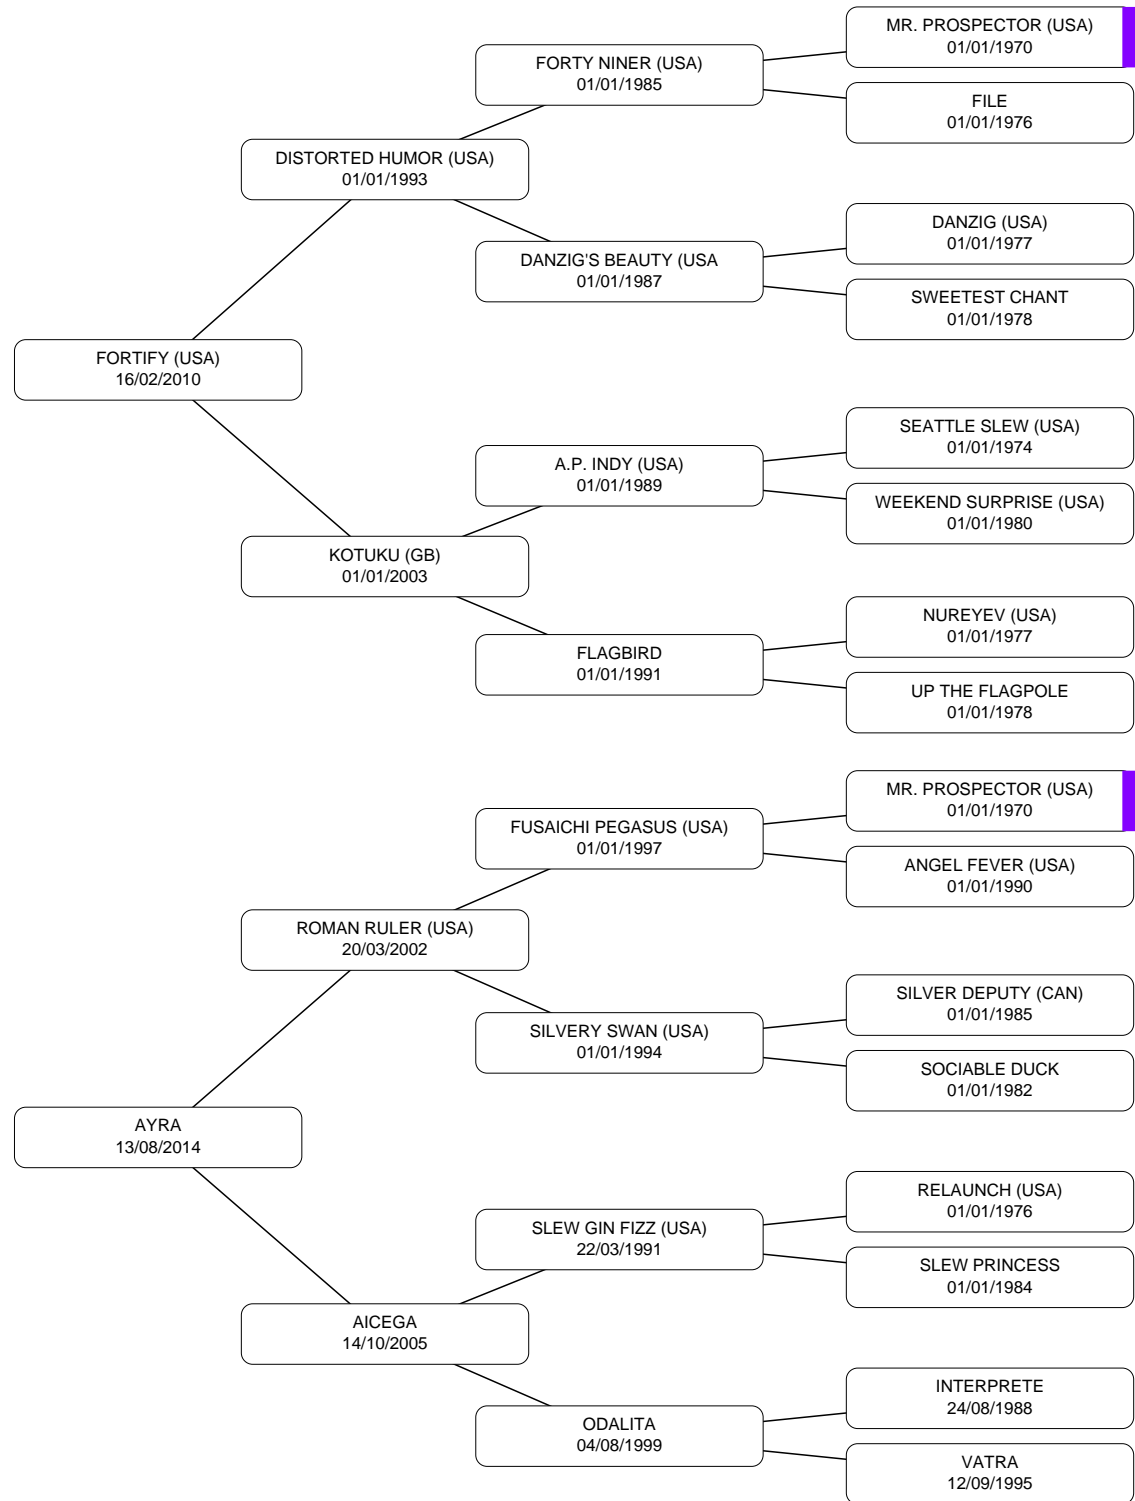 MR. PROSPECTOR (USA)
01/01/1970
FORTY NINER (USA)
01/01/1985
FILE
01/01/1976
DISTORTED HUMOR (USA)
01/01/1993
DANZIG (USA)
01/01/1977
DANZIG'S BEAUTY (USA
01/01/1987
SWEETEST CHANT
01/01/1978
FORTIFY (USA)
16/02/2010
SEATTLE SLEW (USA)
01/01/1974
A.P. INDY (USA)
01/01/1989
WEEKEND SURPRISE (USA)
01/01/1980
KOTUKU (GB)
01/01/2003
NUREYEV (USA)
01/01/1977
FLAGBIRD
01/01/1991
UP THE FLAGPOLE
01/01/1978
MR. PROSPECTOR (USA)
01/01/1970
FUSAICHI PEGASUS (USA)
01/01/1997
ANGEL FEVER (USA)
01/01/1990
ROMAN RULER (USA)
20/03/2002
SILVER DEPUTY (CAN)
01/01/1985
SILVERY SWAN (USA)
01/01/1994
SOCIABLE DUCK
01/01/1982
AYRA
13/08/2014
RELAUNCH (USA)
01/01/1976
SLEW GIN FIZZ (USA)
22/03/1991
SLEW PRINCESS
01/01/1984
AICEGA
14/10/2005
INTERPRETE
24/08/1988
ODALITA
04/08/1999
VATRA
12/09/1995